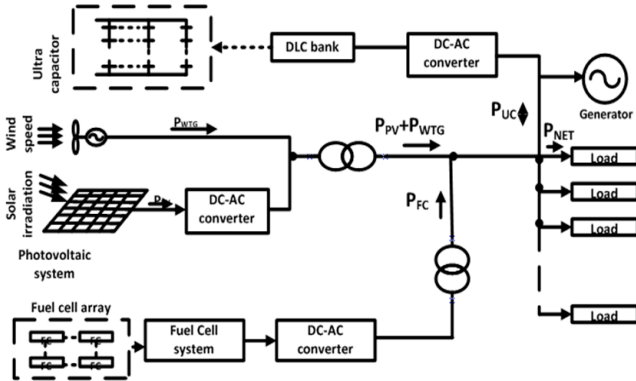 Ultra
capacitor
DLC bank
DC-AC
converter
Generator
P_UC
P_NET
Wind
speed
P_WTG
P_PV+P_WTG
Load
Load
Load
Load
Solar
irradiation
DC-AC
converter
P_FC
Photovoltaic
system
Fuel cell array
FC
FC
FC
FC
Fuel Cell
system
DC-AC
converter